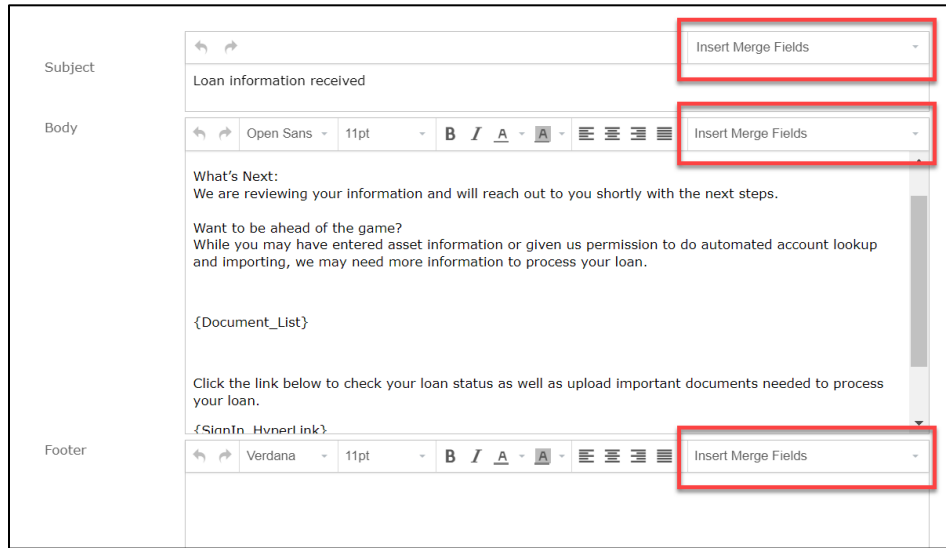 Insert Merge Fields
Subject
Loan information received
Body
Open Sans 11pt B I A A Insert Merge Fields
What's Next:
We are reviewing your information and will reach out to you shortly with the next steps.
Want to be ahead of the game?
While you may have entered asset information or given us permission to do automated account lookup
and importing, we may need more information to process your loan.
{Document_List}
Click the link below to check your loan status as well as upload important documents needed to process
your loan.
{SignIn_HyperLink}
Footer
Verdana 11pt B I A A Insert Merge Fields